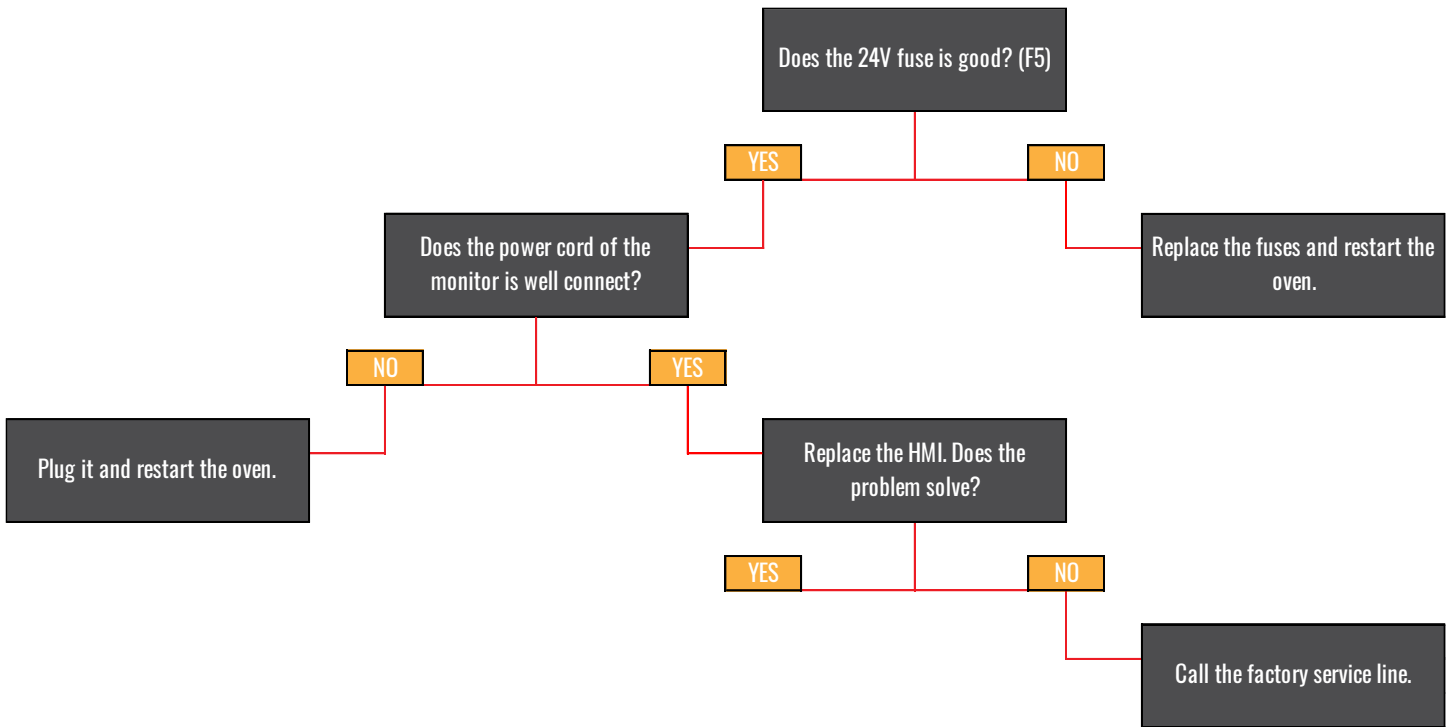 Does the 24V fuse is good? (F5)
YES
NO
Does the power cord of the
monitor is well connect?
Replace the fuses and restart the
oven.
NO
YES
Plug it and restart the oven.
Replace the HMI. Does the
problem solve?
YES
NO
Call the factory service line.